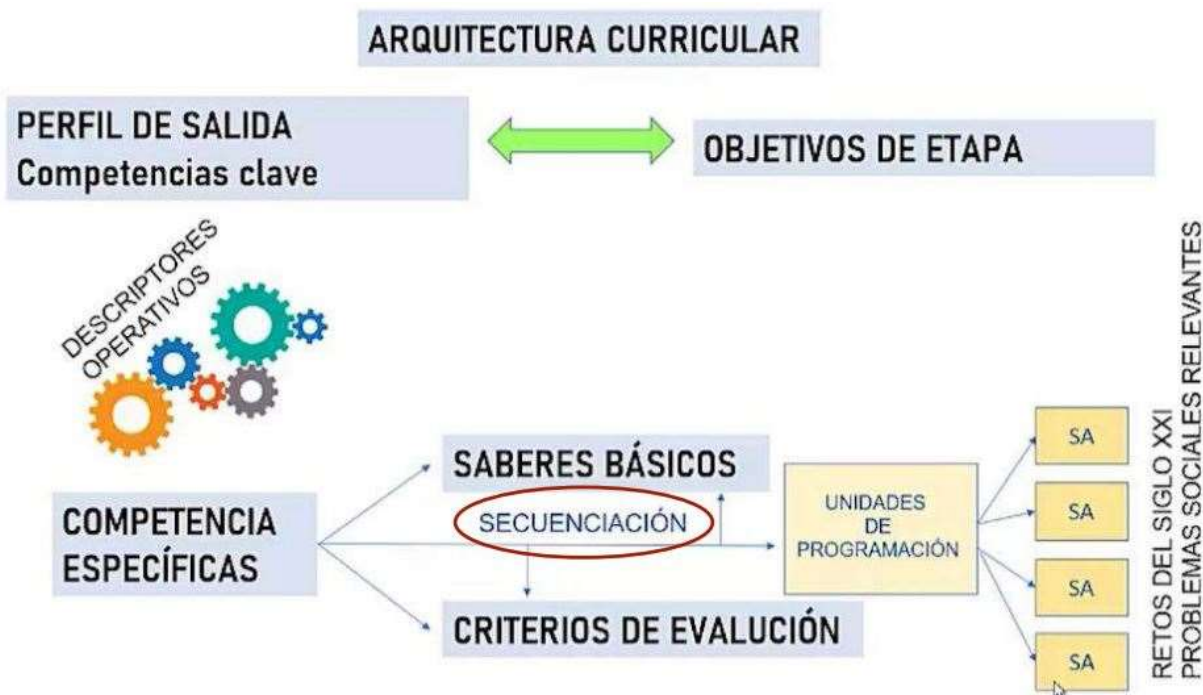 ARQUITECTURA CURRICULAR
PERFIL DE SALIDA
Competencias clave
OBJETIVOS DE ETAPA
DESCRIPTORES
OPERATIVOS
SABERES BÁSICOS
SECUENCIACIÓN
COMPETENCIA
ESPECÍFICAS
CRITERIOS DE EVALUCIÓN
UNIDADES
DE
PROGRAMACIÓN
SA
SA
SA
SA
RETOS DEL SIGLO XXI
PROBLEMAS SOCIALES RELEVANTES